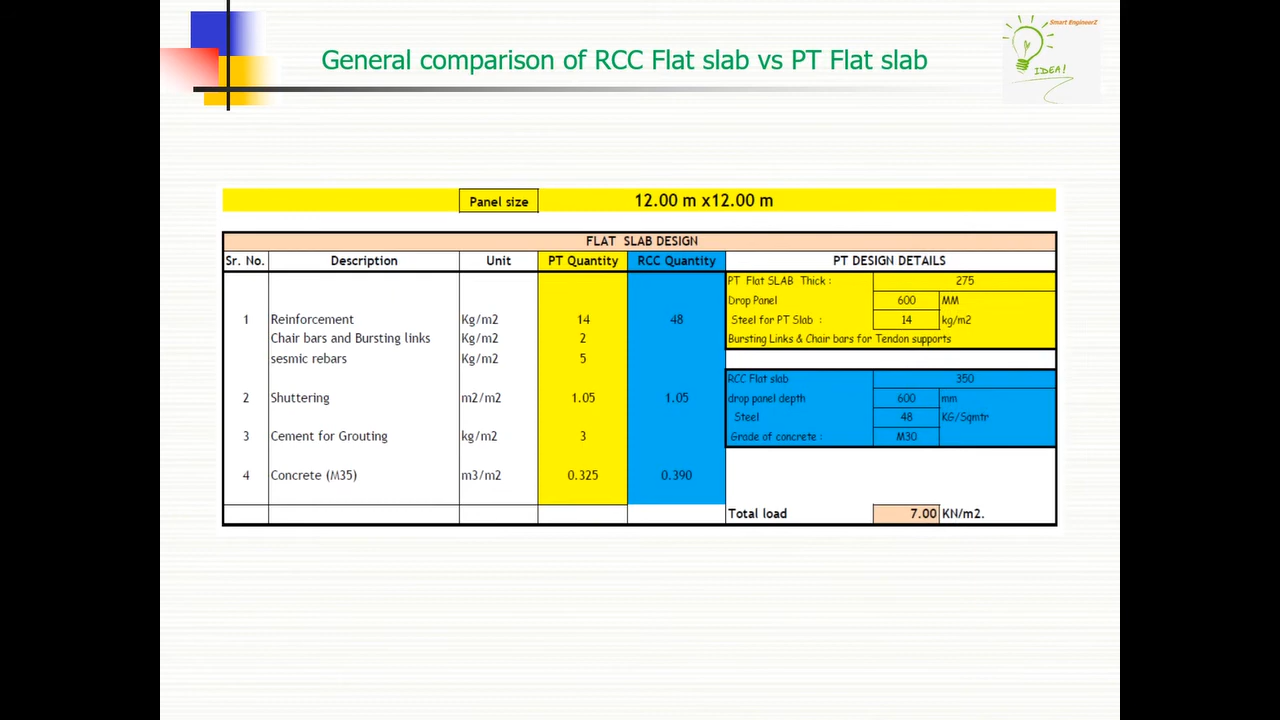 Smart EngineerZ
IDEA!
General comparison of RCC Flat slab vs PT Flat slab
Panel size 12.00 m x12.00 m
FLAT SLAB DESIGN
Sr. No. Description Unit PT Quantity RCC Quantity PT DESIGN DETAILS
PT Flat SLAB Thick : 275
Drop Panel 600 MM
1 Reinforcement Kg/m2 14 48 Steel for PT Slab : 14 kg/m2
Chair bars and Bursting links Kg/m2 2 Bursting Links & Chair bars for Tendon supports
sesmic rebars Kg/m2 5
RCC Flat slab 350
2 Shuttering m2/m2 1.05 1.05 drop panel depth 600 mm
Steel 48 KG/Sqmtr
3 Cement for Grouting kg/m2 3 Grade of concrete : M30
4 Concrete (M35) m3/m2 0.325 0.390
Total load 7.00 KN/m2.